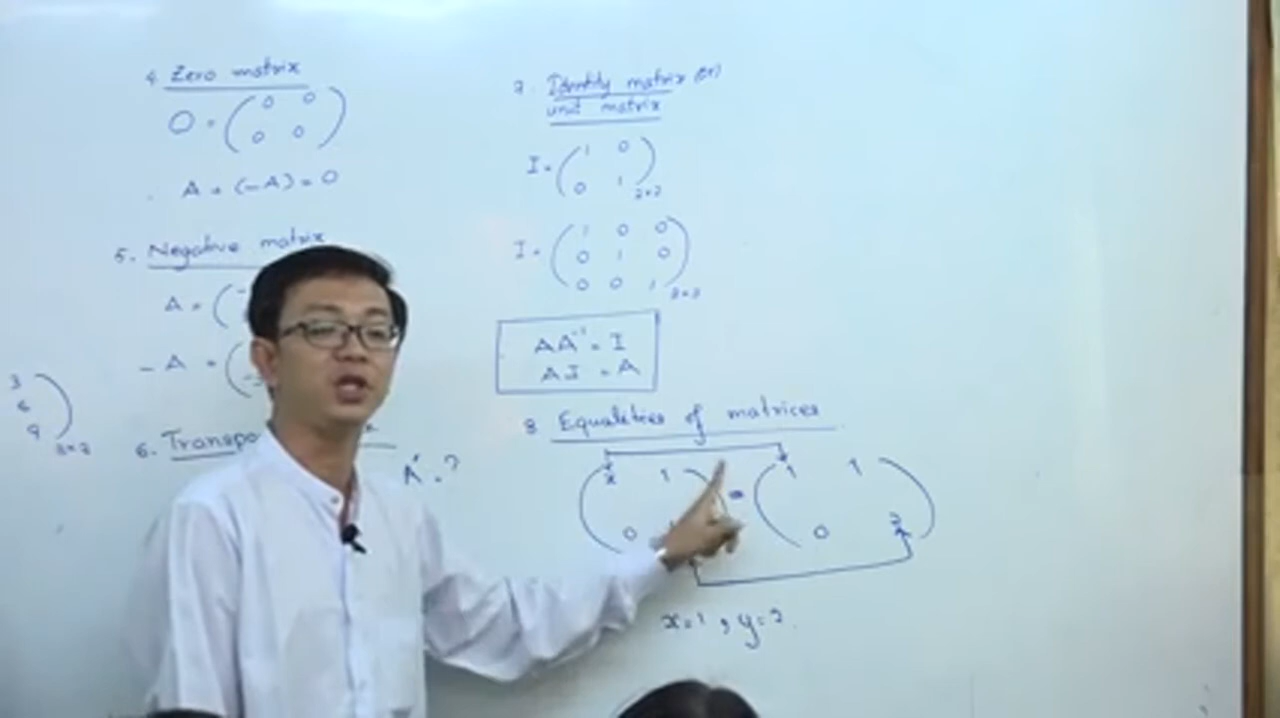 4. Zero matrix
O = ( 0 0
0 0 )
A + (-A) = 0
5. Negative matrix
A = ( -
-A = (
3
6
9 )
6. Transpo
A' = ?
7. Identity matrix (or)
unit matrix
I = ( 1 0
0 1 ) 2×2
I = ( 1 0 0
0 1 0
0 0 1 ) 3×3
AA⁻¹ = I
AI = A
8 Equalities of matrices
( x 1 ) = ( 1 1 )
0 0 2
x=1 , y=2